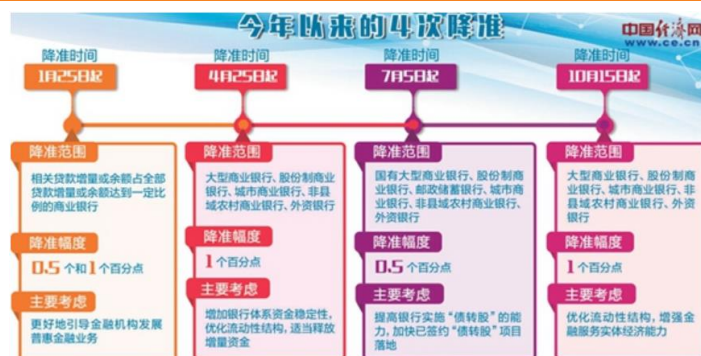 今年以来的4次降准
中国经济网
www.ce.cn
降准时间
1月25日起
降准范围
相关贷款增量或余额占全部
贷款增量或余额达到一定比
例的商业银行
降准幅度
0.5个和1个百分点
主要考虑
更好地引导金融机构发展
普惠金融业务
降准时间
4月25日起
降准范围
大型商业银行、股份制商业
银行、城市商业银行、非县
域农村商业银行、外资银行
降准幅度
1个百分点
主要考虑
增加银行体系资金稳定性，
优化流动性结构，适当释放
增量资金
降准时间
7月5日起
降准范围
国有大型商业银行、股份制商
业银行、邮政储蓄银行、城市商
业银行、非县域农村商业银行、
外资银行
降准幅度
0.5个百分点
主要考虑
提高银行实施“债转股”的能
力，加快已签约“债转股”项目
落地
降准时间
10月15日起
降准范围
大型商业银行、股份制商
业银行、城市商业银行、非
县域农村商业银行、外资
银行
降准幅度
1个百分点
主要考虑
优化流动性结构，增强金
融服务实体经济能力